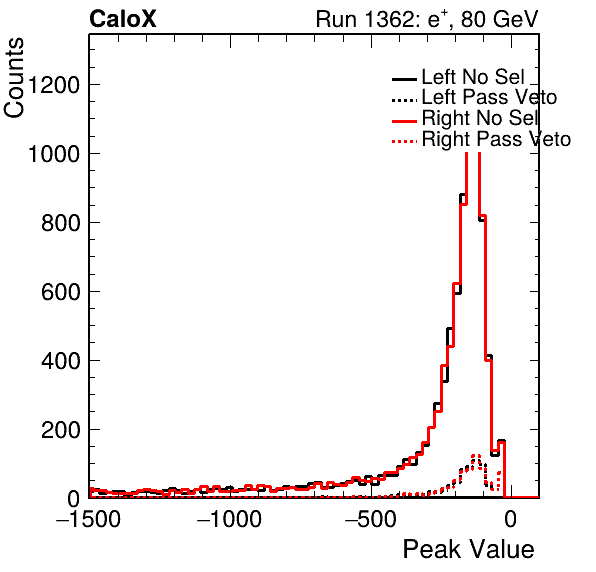 CaloX Run 1362: e⁺, 80 GeV
Counts
Left No Sel
Left Pass Veto
Right No Sel
Right Pass Veto
1200
1000
800
600
400
200
0
−1500 −1000 −500 0
Peak Value